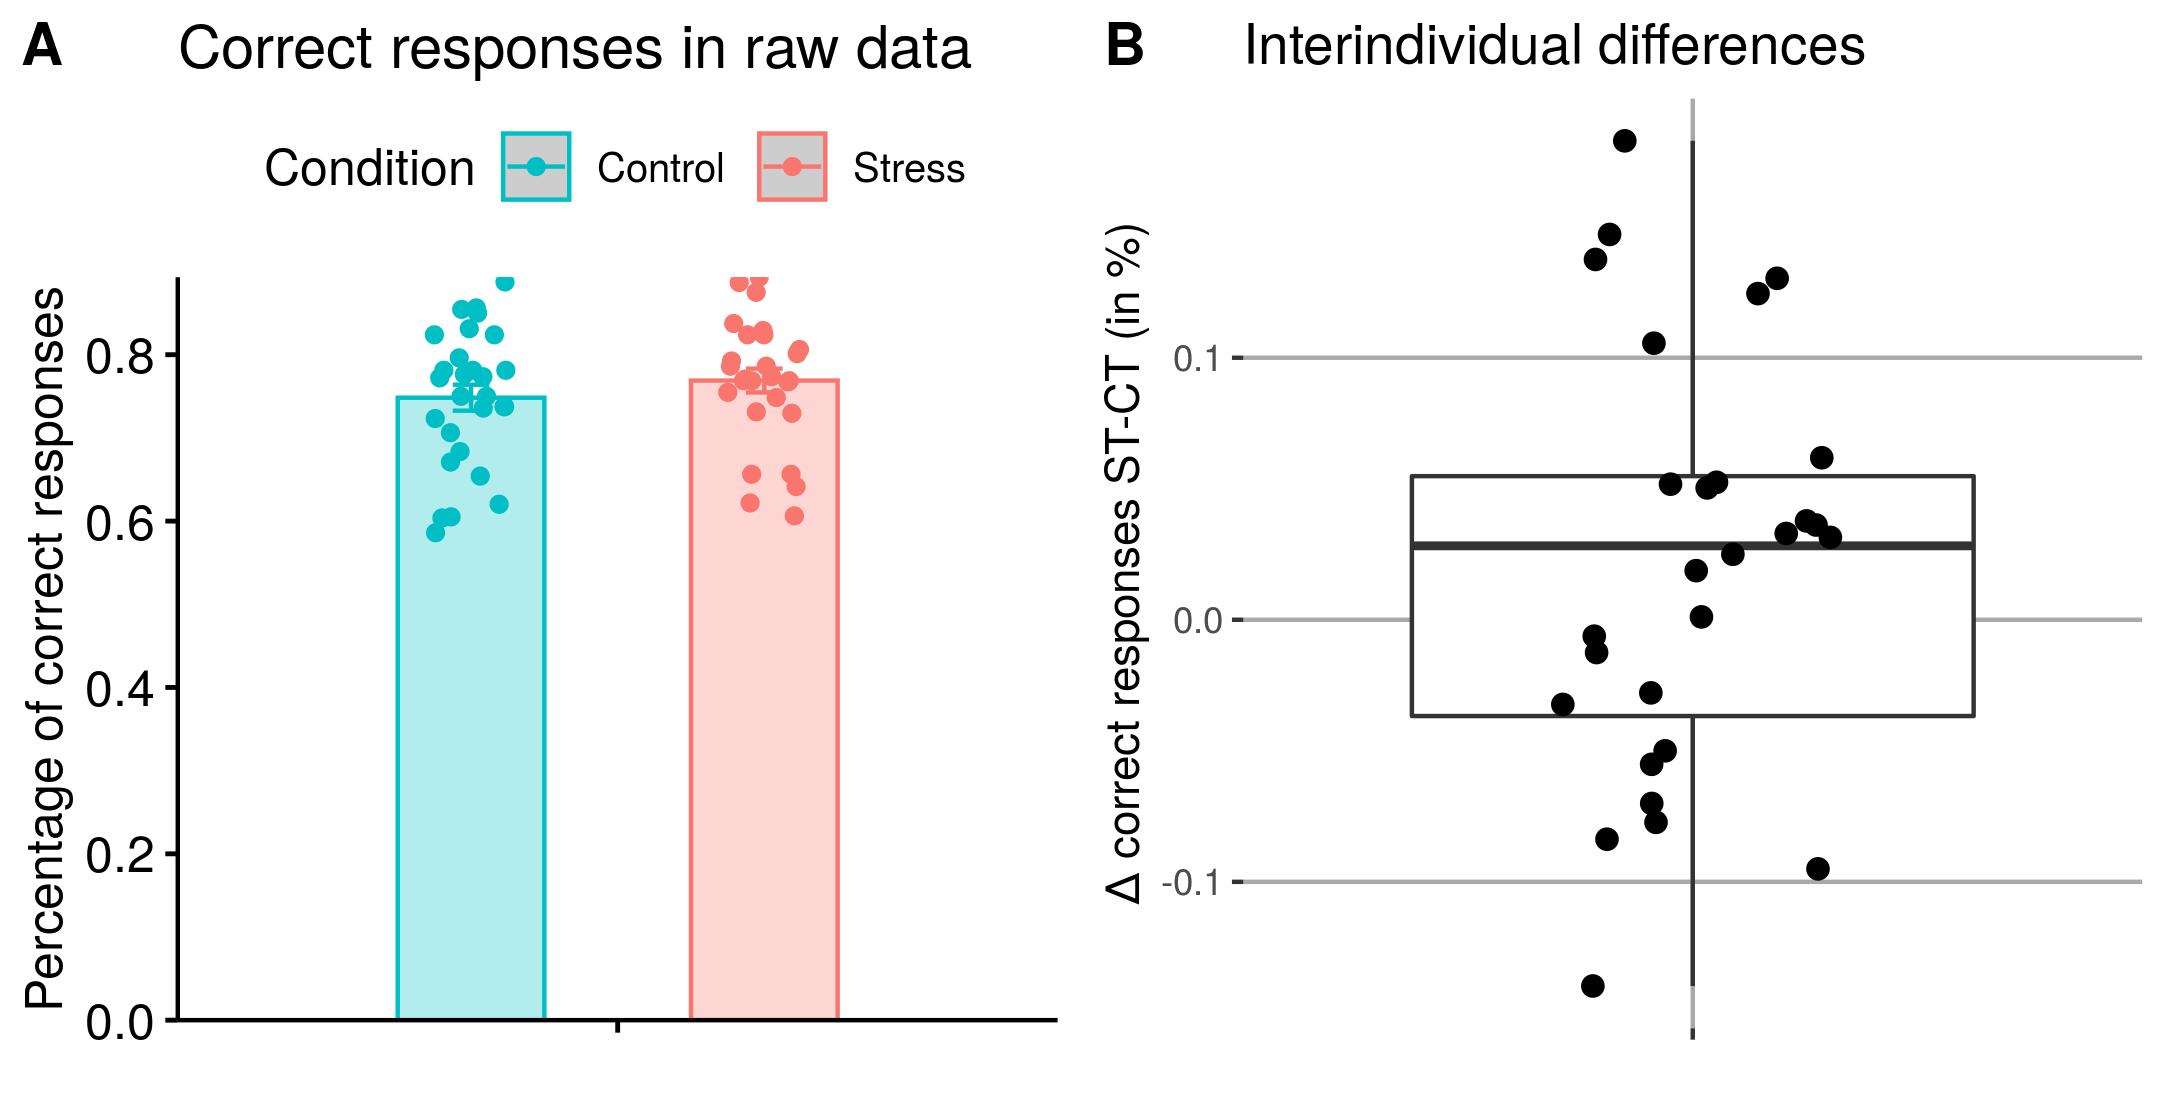 A Correct responses in raw data
Condition Control Stress
Percentage of correct responses
0.8
0.6
0.4
0.2
0.0
B Interindividual differences
Δ correct responses ST-CT (in %)
0.1
0.0
-0.1